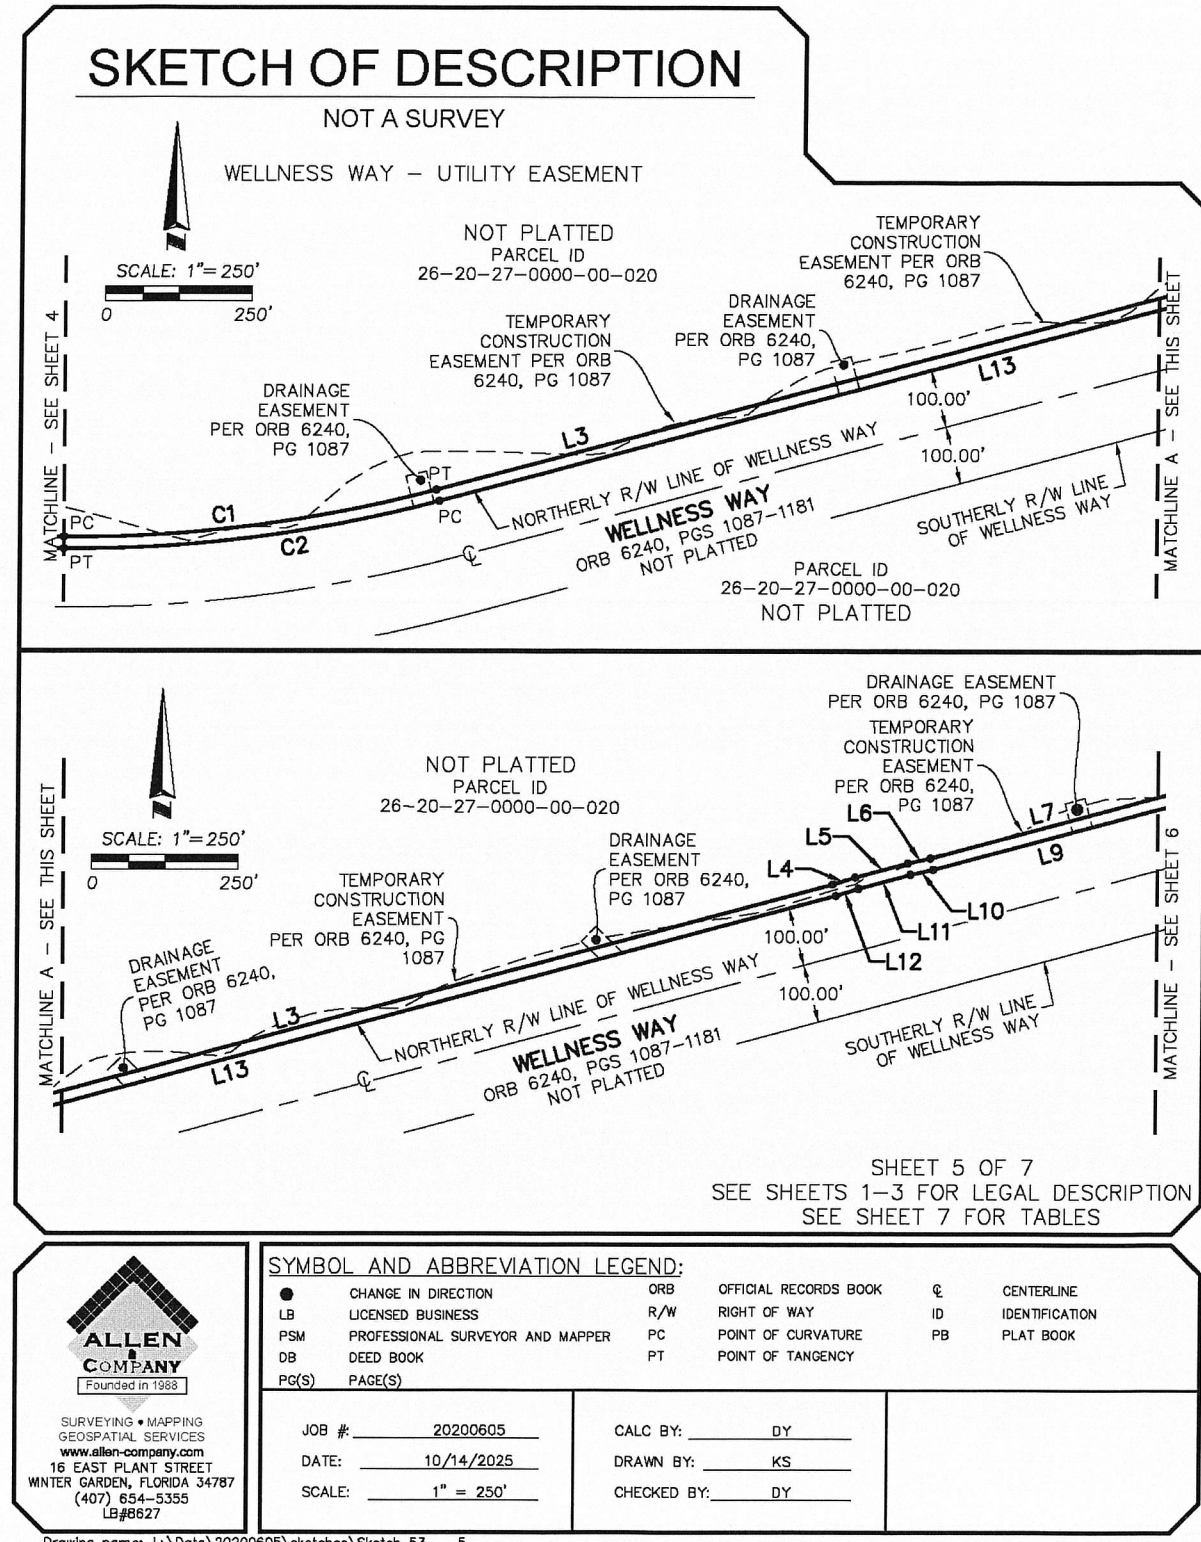 SKETCH OF DESCRIPTION
NOT A SURVEY
WELLNESS WAY – UTILITY EASEMENT
N
SCALE: 1"=250'
0 250'
MATCHLINE – SEE SHEET 4
NOT PLATTED
PARCEL ID
26-20-27-0000-00-020
TEMPORARY
CONSTRUCTION
EASEMENT PER ORB
6240, PG 1087
DRAINAGE
EASEMENT
PER ORB 6240,
PG 1087
TEMPORARY
CONSTRUCTION
EASEMENT PER ORB
6240, PG 1087
DRAINAGE
EASEMENT
PER ORB 6240,
PG 1087
MATCHLINE A – SEE THIS SHEET
L13
L3
100.00'
100.00'
PT
PC
C1
C2
PC
PT
NORTHERLY R/W LINE OF WELLNESS WAY
WELLNESS WAY
ORB 6240, PGS 1087-1181
NOT PLATTED
℄
SOUTHERLY R/W LINE
OF WELLNESS WAY
PARCEL ID
26-20-27-0000-00-020
NOT PLATTED
N
SCALE: 1"=250'
0 250'
MATCHLINE A – SEE THIS SHEET
NOT PLATTED
PARCEL ID
26-20-27-0000-00-020
DRAINAGE EASEMENT
PER ORB 6240, PG 1087
TEMPORARY
CONSTRUCTION
EASEMENT
PER ORB 6240,
PG 1087
DRAINAGE
EASEMENT
PER ORB 6240,
PG 1087
TEMPORARY
CONSTRUCTION
EASEMENT
PER ORB 6240, PG
1087
DRAINAGE
EASEMENT
PER ORB 6240,
PG 1087
L7
L6
L5
L4
L9
L10
L11
L12
L3
L13
100.00'
100.00'
NORTHERLY R/W LINE OF WELLNESS WAY
WELLNESS WAY
ORB 6240, PGS 1087-1181
NOT PLATTED
℄
SOUTHERLY R/W LINE
OF WELLNESS WAY
MATCHLINE – SEE SHEET 6
SHEET 5 OF 7
SEE SHEETS 1-3 FOR LEGAL DESCRIPTION
SEE SHEET 7 FOR TABLES
ALLEN
COMPANY
Founded in 1988
SURVEYING • MAPPING
GEOSPATIAL SERVICES
www.allen-company.com
16 EAST PLANT STREET
WINTER GARDEN, FLORIDA 34787
(407) 654-5355
LB#6627
SYMBOL AND ABBREVIATION LEGEND:
● CHANGE IN DIRECTION
LB LICENSED BUSINESS
PSM PROFESSIONAL SURVEYOR AND MAPPER
DB DEED BOOK
PG(S) PAGE(S)
ORB OFFICIAL RECORDS BOOK
R/W RIGHT OF WAY
PC POINT OF CURVATURE
PT POINT OF TANGENCY
℄ CENTERLINE
ID IDENTIFICATION
PB PLAT BOOK
JOB #: 20200605
DATE: 10/14/2025
SCALE: 1" = 250'
CALC BY: DY
DRAWN BY: KS
CHECKED BY: DY